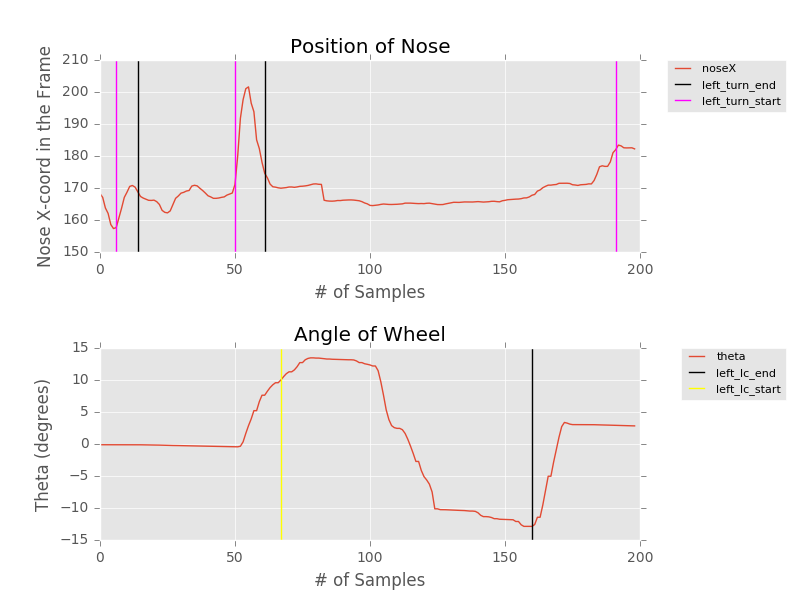 Position of Nose
Nose X-coord in the Frame
210
200
190
180
170
160
150
0
50
100
150
200
# of Samples
noseX
left_turn_end
left_turn_start
Angle of Wheel
Theta (degrees)
15
10
5
0
−5
−10
−15
0
50
100
150
200
# of Samples
theta
left_lc_end
left_lc_start